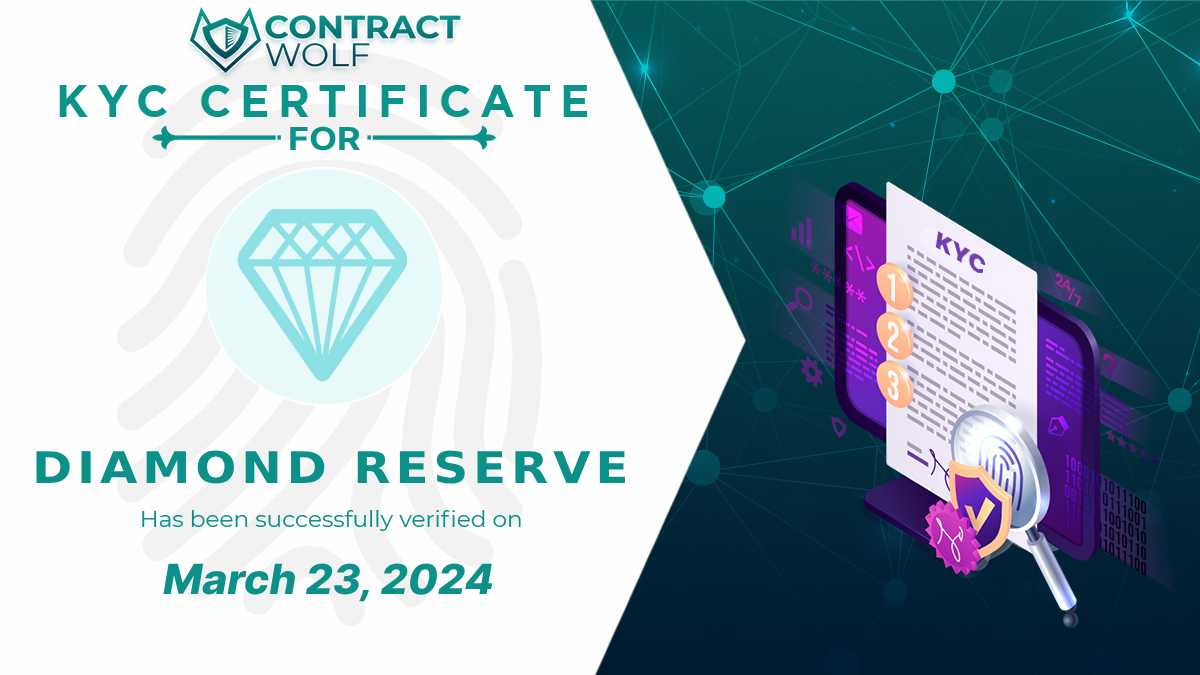 CONTRACT
WOLF
KYC CERTIFICATE
FOR
DIAMOND RESERVE
Has been successfully verified on
March 23, 2024
KYC
1
2
3
</>
*****
24/7
?